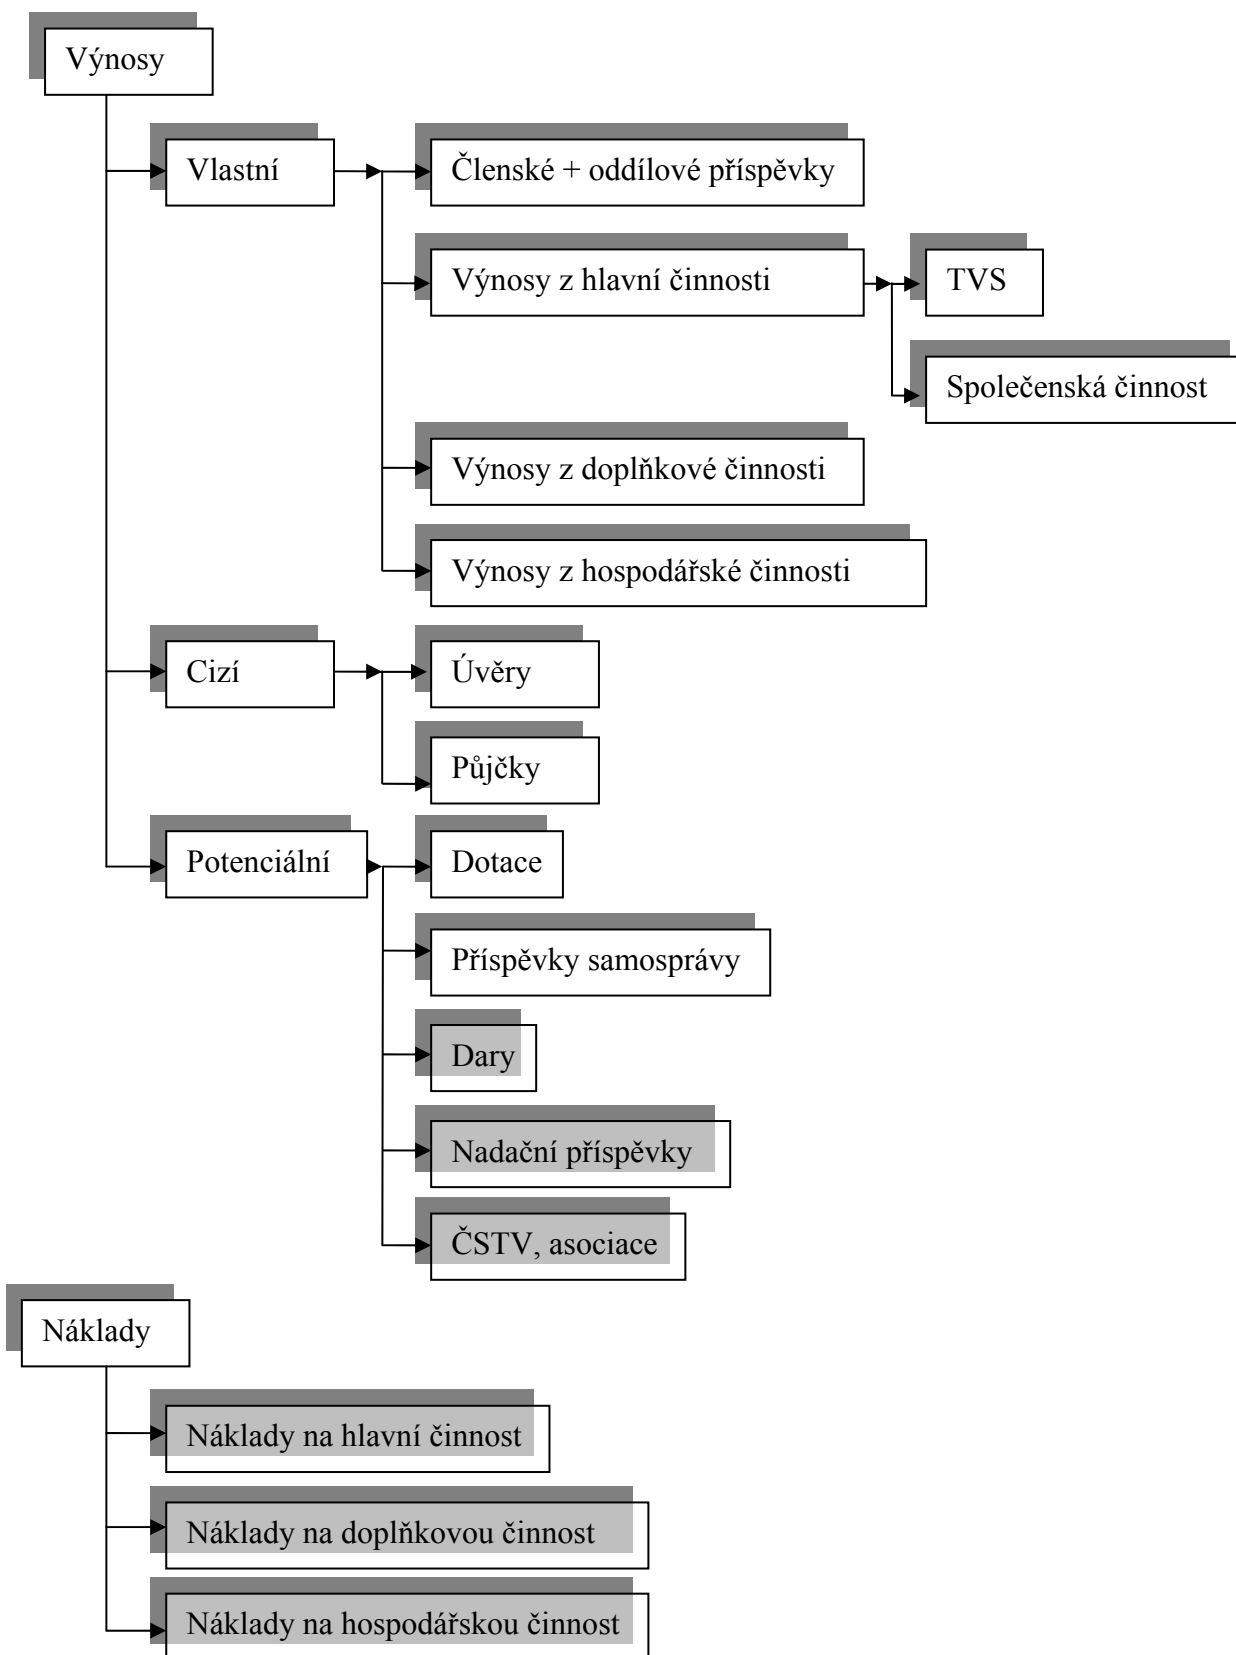 Výnosy
Vlastní
Členské + oddílové příspěvky
Výnosy z hlavní činnosti
TVS
Společenská činnost
Výnosy z doplňkové činnosti
Výnosy z hospodářské činnosti
Cizí
Úvěry
Půjčky
Potenciální
Dotace
Příspěvky samosprávy
Dary
Nadační příspěvky
ČSTV, asociace
Náklady
Náklady na hlavní činnost
Náklady na doplňkovou činnost
Náklady na hospodářskou činnost